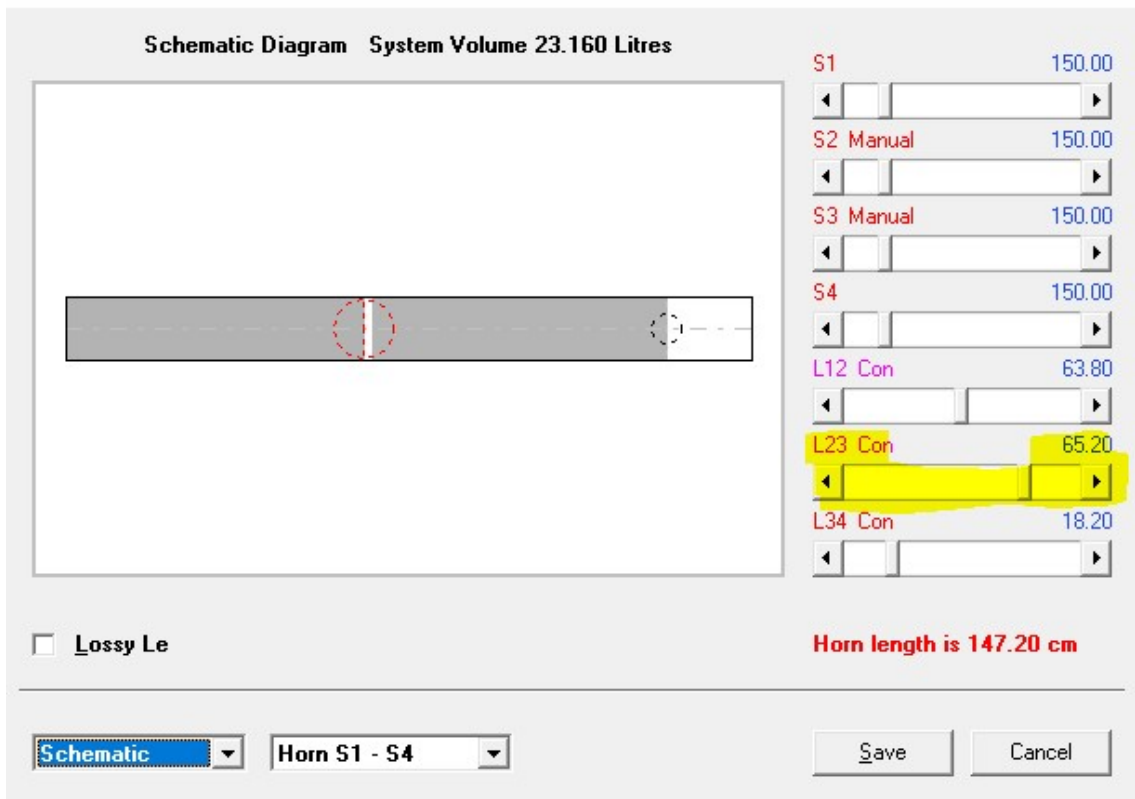 Schematic Diagram System Volume 23.160 Litres
S1 150.00
S2 Manual 150.00
S3 Manual 150.00
S4 150.00
L12 Con 63.80
L23 Con 65.20
L34 Con 18.20
Lossy Le
Horn length is 147.20 cm
Schematic
Horn S1 - S4
Save
Cancel